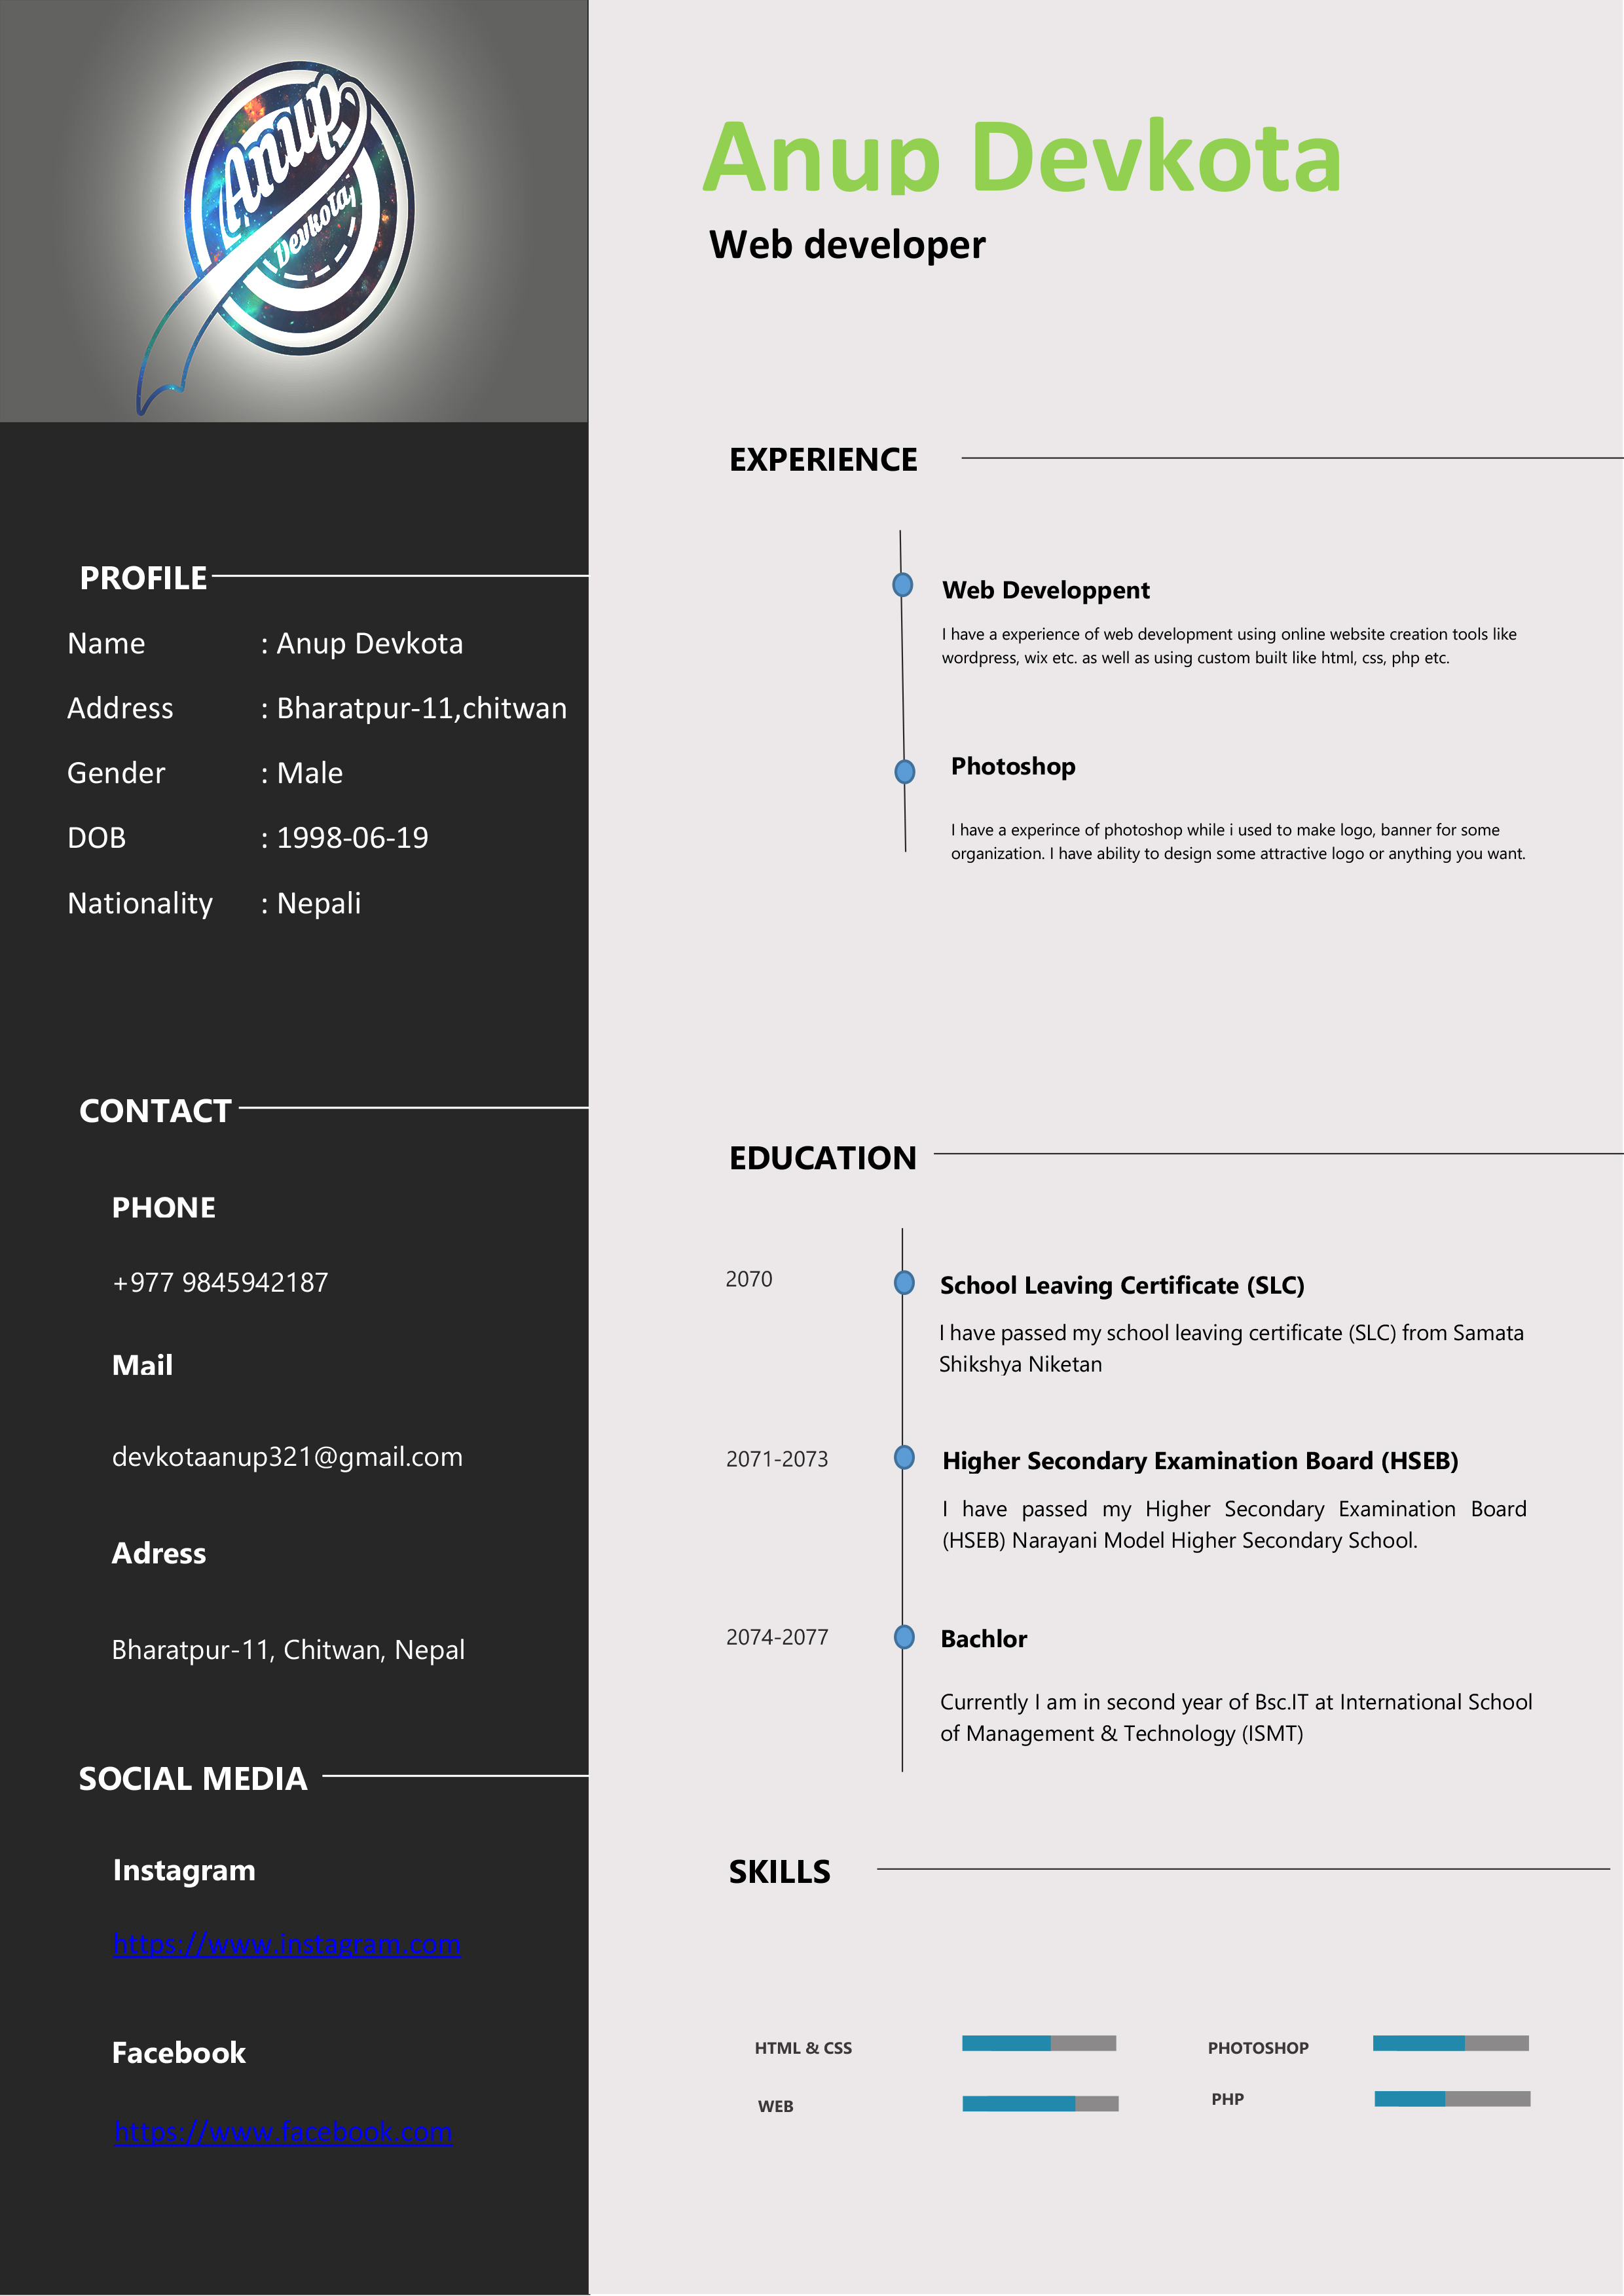 Anup
Devkota
PROFILE
Name : Anup Devkota
Address : Bharatpur-11,chitwan
Gender : Male
DOB : 1998-06-19
Nationality : Nepali
CONTACT
PHONE
+977 9845942187
Mail
devkotaanup321@gmail.com
Adress
Bharatpur-11, Chitwan, Nepal
SOCIAL MEDIA
Instagram
https://www.instagram.com
Facebook
https://www.facebook.com
Anup Devkota
Web developer
EXPERIENCE
Web Developpent
I have a experience of web development using online website creation tools like
wordpress, wix etc. as well as using custom built like html, css, php etc.
Photoshop
I have a experince of photoshop while i used to make logo, banner for some
organization. I have ability to design some attractive logo or anything you want.
EDUCATION
2070
School Leaving Certificate (SLC)
I have passed my school leaving certificate (SLC) from Samata
Shikshya Niketan
2071-2073
Higher Secondary Examination Board (HSEB)
I have passed my Higher Secondary Examination Board
(HSEB) Narayani Model Higher Secondary School.
2074-2077
Bachlor
Currently I am in second year of Bsc.IT at International School
of Management & Technology (ISMT)
SKILLS
HTML & CSS
PHOTOSHOP
WEB
PHP